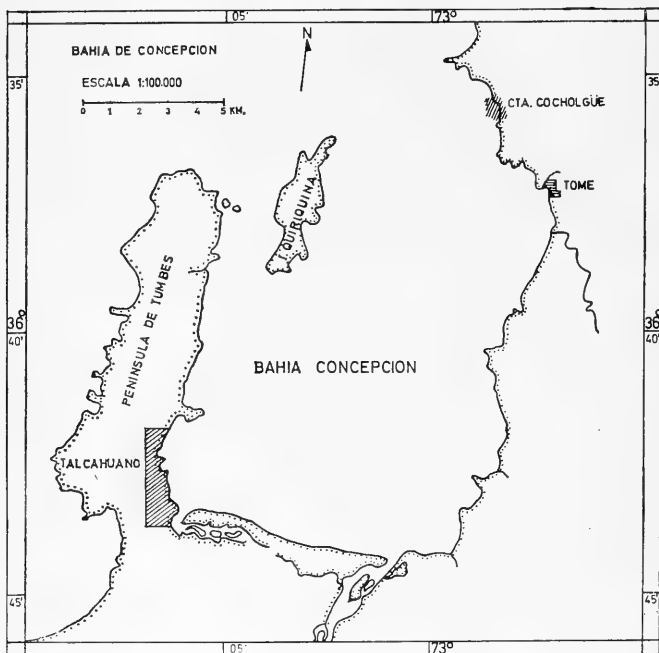 05'
73°
BAHIA DE CONCEPCION
N
35'
35'
ESCALA 1:100.000
0 1 2 3 4 5 KM.
CTA. COCHOLGÜE
TOME
QUIRIQUINA
PENINSULA DE TUMBES
36°
40'
36°
40'
BAHIA CONCEPCION
TALCAHUANO
45'
45'
05'
73°